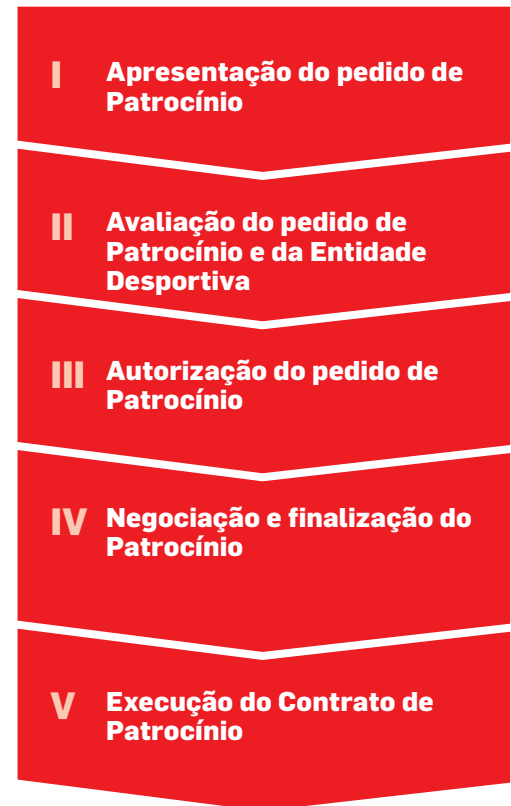 I Apresentação do pedido de
Patrocínio
II Avaliação do pedido de
Patrocínio e da Entidade
Desportiva
III Autorização do pedido de
Patrocínio
IV Negociação e finalização do
Patrocínio
V Execução do Contrato de
Patrocínio